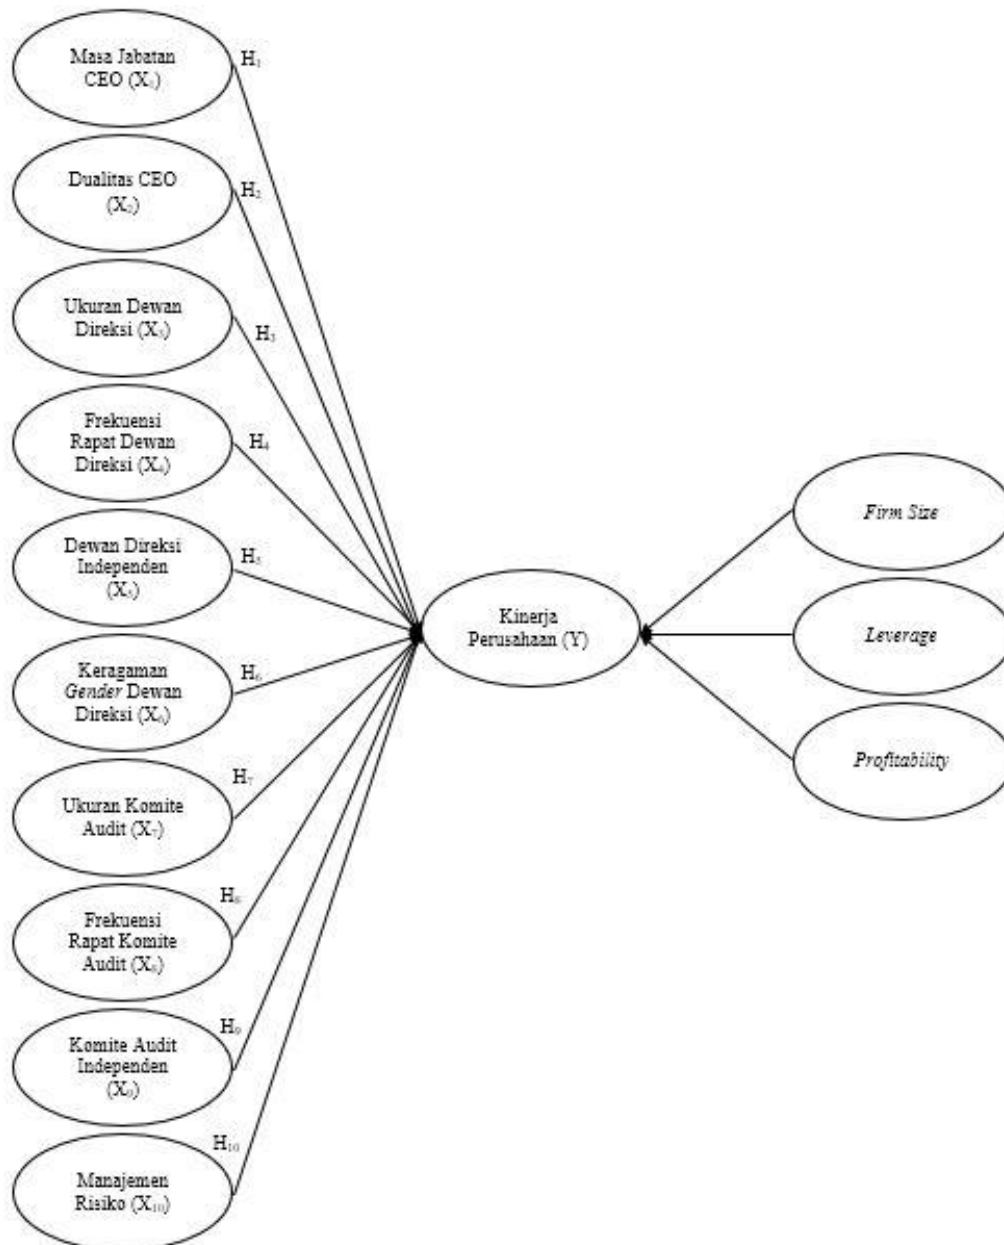 Masa Jabatan
CEO (X₁)
H₁
Dualitas CEO
(X₂)
H₂
Ukuran Dewan
Direksi (X₃)
H₃
Frekuensi
Rapat Dewan
Direksi (X₄)
H₄
Dewan Direksi
Independen
(X₅)
H₅
Keragaman
Gender Dewan
Direksi (X₆)
H₆
Ukuran Komite
Audit (X₇)
H₇
Frekuensi
Rapat Komite
Audit (X₈)
H₈
Komite Audit
Independen
(X₉)
H₉
Manajemen
Risiko (X₁₀)
H₁₀
Kinerja
Perusahaan (Y)
Firm Size
Leverage
Profitability